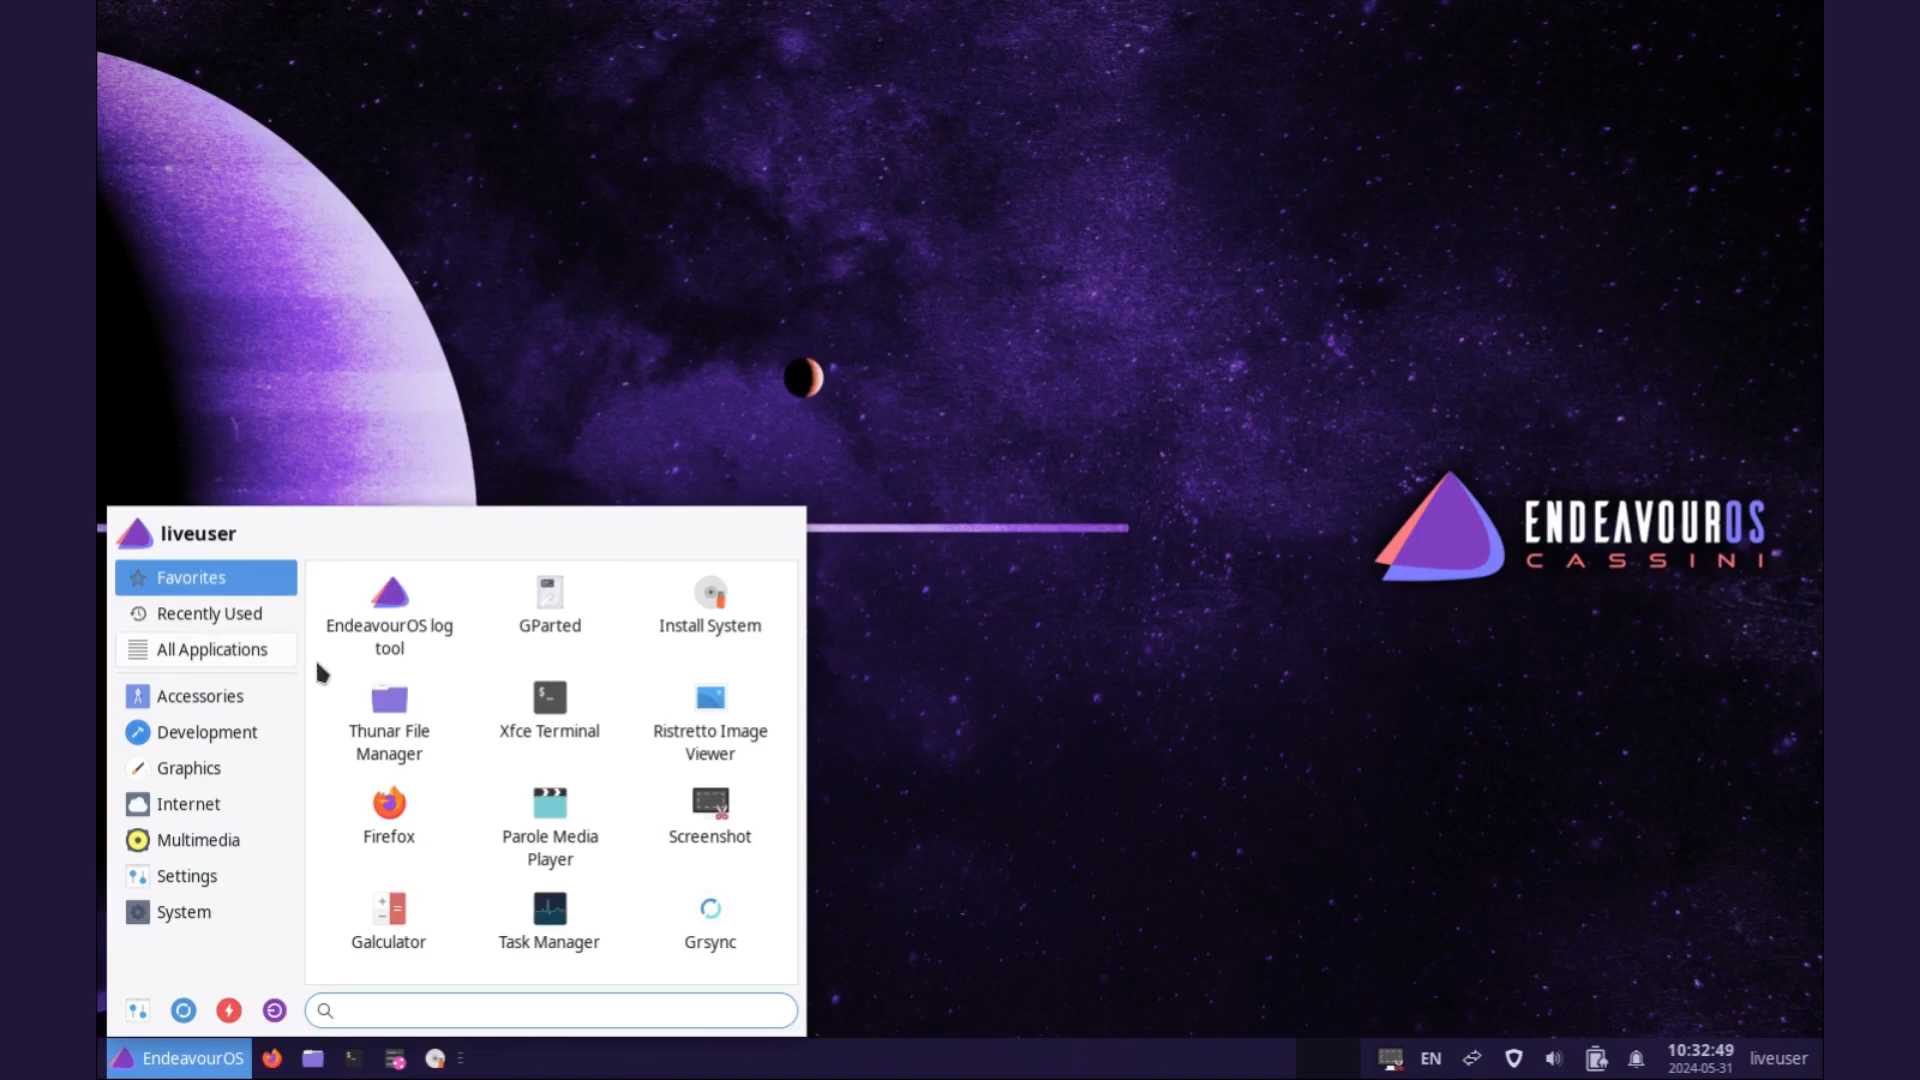 ENDEAVOUROS
CASSINI
liveuser
Favorites
Recently Used
All Applications
Accessories
Development
Graphics
Internet
Multimedia
Settings
System
EndeavourOS log
tool
GParted
Install System
Thunar File
Manager
Xfce Terminal
Ristretto Image
Viewer
Firefox
Parole Media
Player
Screenshot
Galculator
Task Manager
Grsync
EndeavourOS
EN
10:32:49
2024-05-31
liveuser